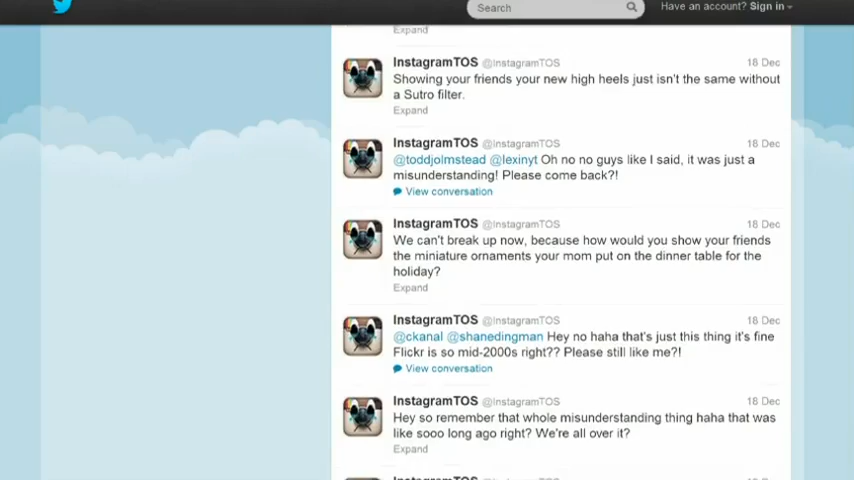 Search
Have an account? Sign in
Expand
InstagramTOS @InstagramTOS 18 Dec
Showing your friends your new high heels just isn't the same without
a Sutro filter.
Expand
InstagramTOS @InstagramTOS 18 Dec
@toddjolmstead @lexinyt Oh no no guys like I said, it was just a
misunderstanding! Please come back?!
View conversation
InstagramTOS @InstagramTOS 18 Dec
We can't break up now, because how would you show your friends
the miniature ornaments your mom put on the dinner table for the
holiday?
Expand
InstagramTOS @InstagramTOS 18 Dec
@ckanal @shanedingman Hey no haha that's just this thing it's fine
Flickr is so mid-2000s right?? Please still like me?!
View conversation
InstagramTOS @InstagramTOS 18 Dec
Hey so remember that whole misunderstanding thing haha that was
like sooo long ago right? We're all over it?
Expand